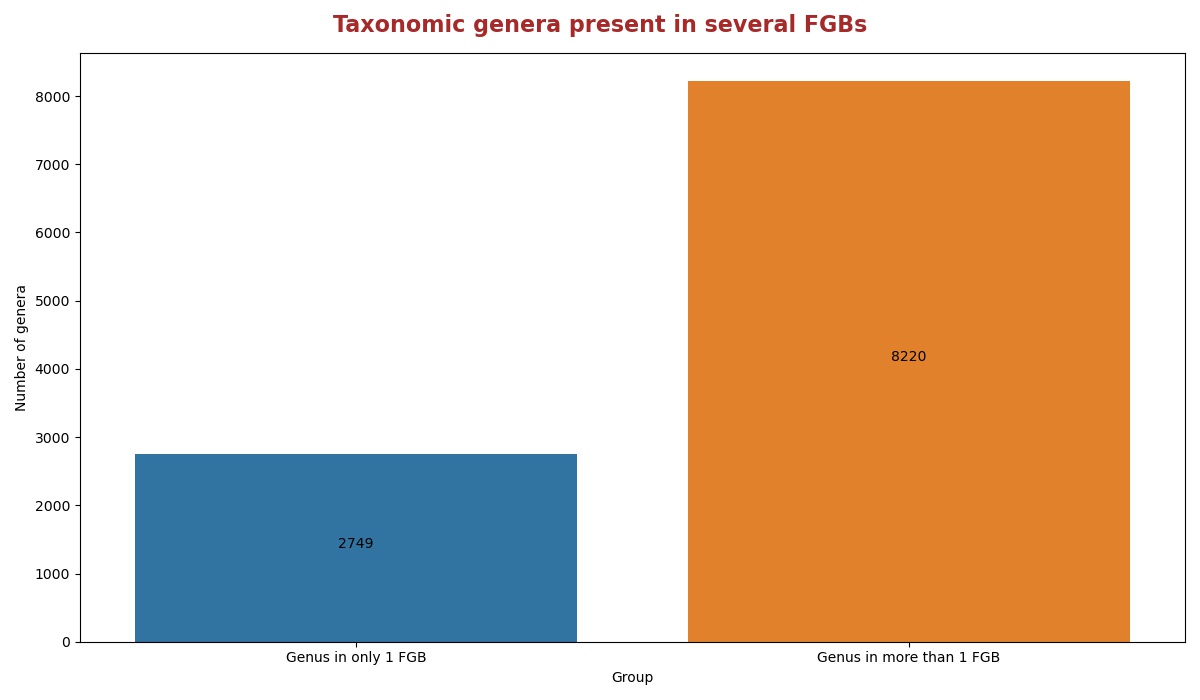 Taxonomic genera present in several FGBs
8000
7000
6000
5000
4000
3000
2000
1000
0
Number of genera
2749
8220
Genus in only 1 FGB
Genus in more than 1 FGB
Group